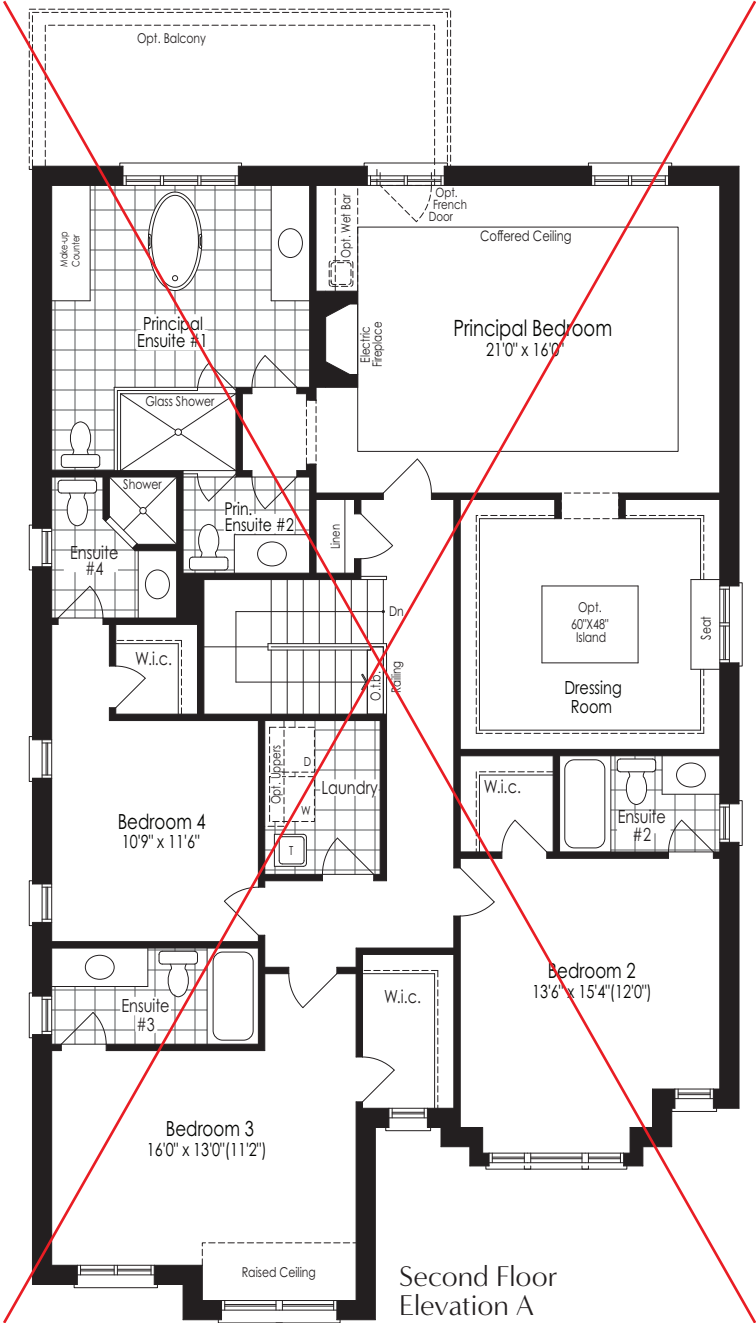 Opt. Balcony
Make-up
Counter
Opt. Wet Bar
Opt.
French
Door
Coffered Ceiling
Principal
Ensuite #1
Electric
Fireplace
Principal Bedroom
21'0" x 16'0"
Glass Shower
Shower
Prin.
Ensuite #2
Linen
Ensuite
#4
Dn
Opt.
60"X48"
Island
Seat
W.i.c.
O.t.b.
Railing
Dressing
Room
Opt. Uppers
D
Laundry
W
T
W.i.c.
Ensuite
#2
Bedroom 4
10'9" x 11'6"
Bedroom 2
13'6" x 15'4"(12'0")
Ensuite
#3
W.i.c.
Bedroom 3
16'0" x 13'0"(11'2")
Raised Ceiling
Second Floor
Elevation A